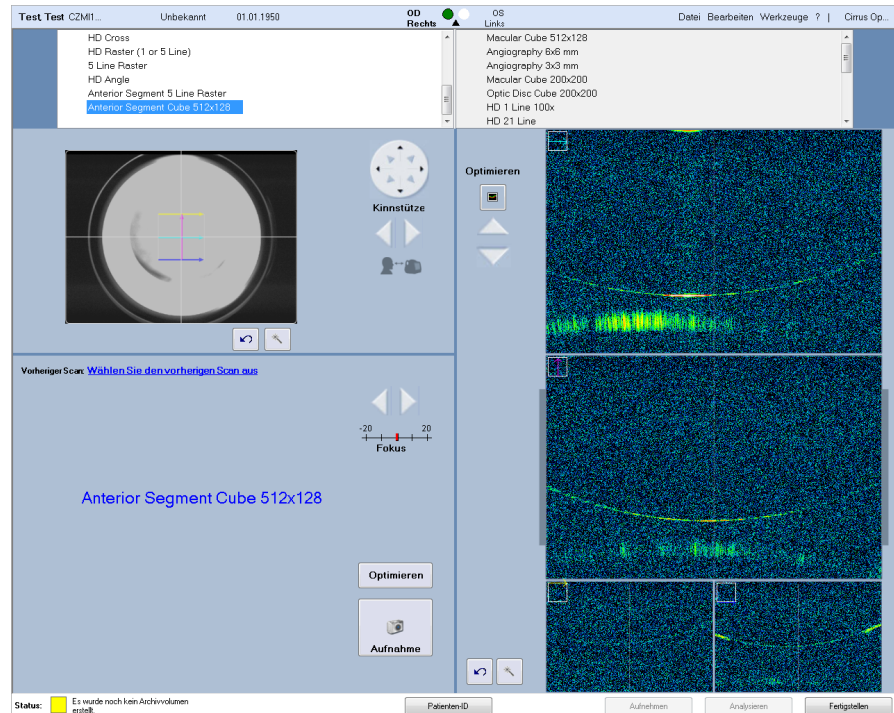 Test, Test CZMI1... Unbekannt 01.01.1950 OD Rechts OS Links Datei Bearbeiten Werkzeuge ? | Cirrus Op...
HD Cross
HD Raster (1 or 5 Line)
5 Line Raster
HD Angle
Anterior Segment 5 Line Raster
Anterior Segment Cube 512x128
Macular Cube 512x128
Angiography 6x6 mm
Angiography 3x3 mm
Macular Cube 200x200
Optic Disc Cube 200x200
HD 1 Line 100x
HD 21 Line
Kinnstütze
Optimieren
Vorheriger Scan: Wählen Sie den vorherigen Scan aus
-20 20
Fokus
Anterior Segment Cube 512x128
Optimieren
Aufnahme
Status: Es wurde noch kein Archivvolumen
erstellt.
Patienten-ID
Aufnehmen
Analysieren
Fertigstellen